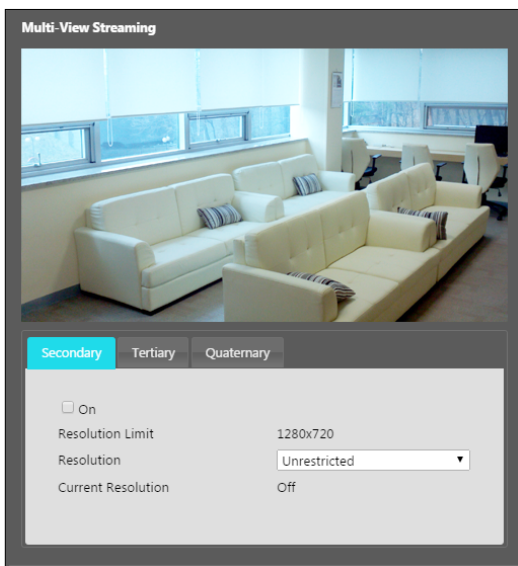 Multi-View Streaming
Secondary Tertiary Quaternary
On
Resolution Limit 1280x720
Resolution Unrestricted
Current Resolution Off